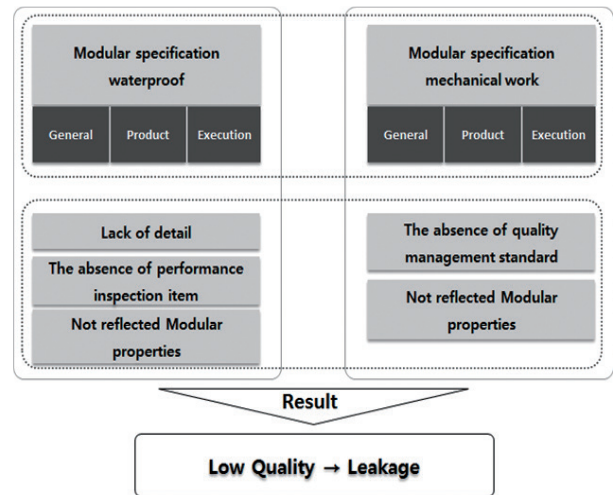 Modular specification
waterproof
General Product Execution
Modular specification
mechanical work
General Product Execution
Lack of detail
The absence of performance
inspection item
Not reflected Modular
properties
The absence of quality
management standard
Not reflected Modular
properties
Result
Low Quality → Leakage